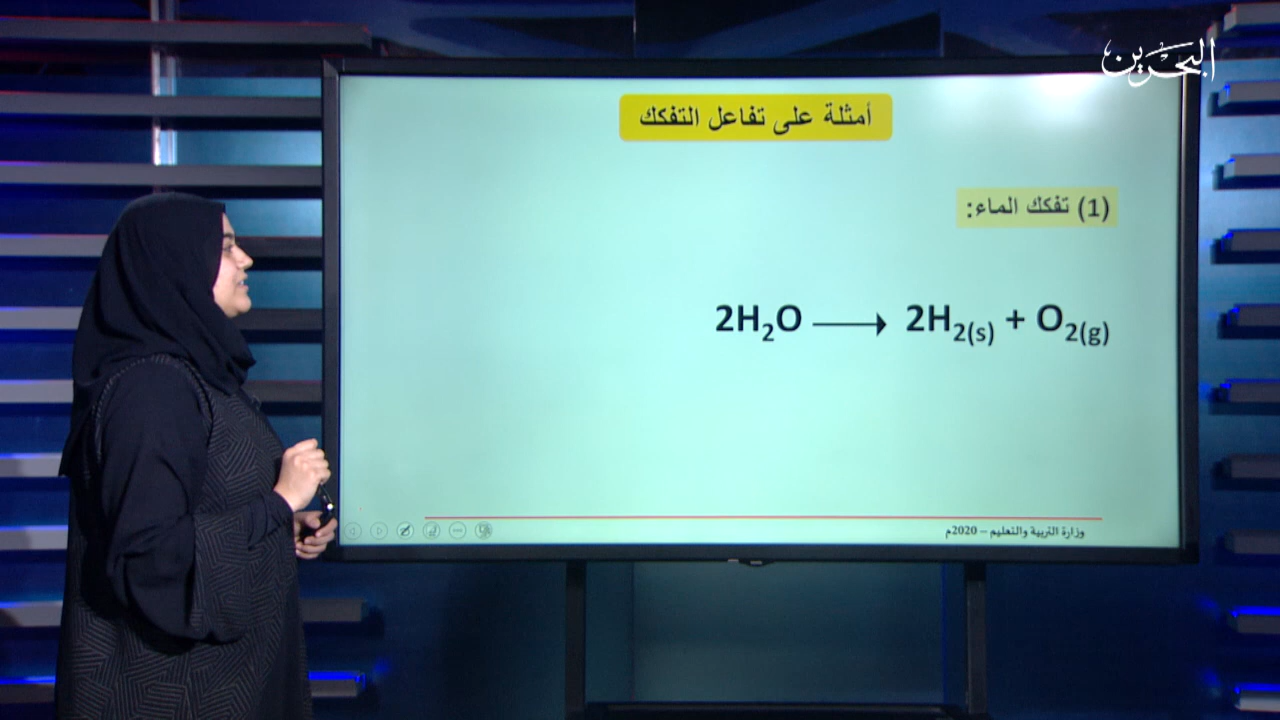 البحرين
أمثلة على تفاعل التفكك
(1) تفكك الماء:
2H₂O ⟶ 2H₂(s) + O₂(g)
وزارة التربية والتعليم – 2020م